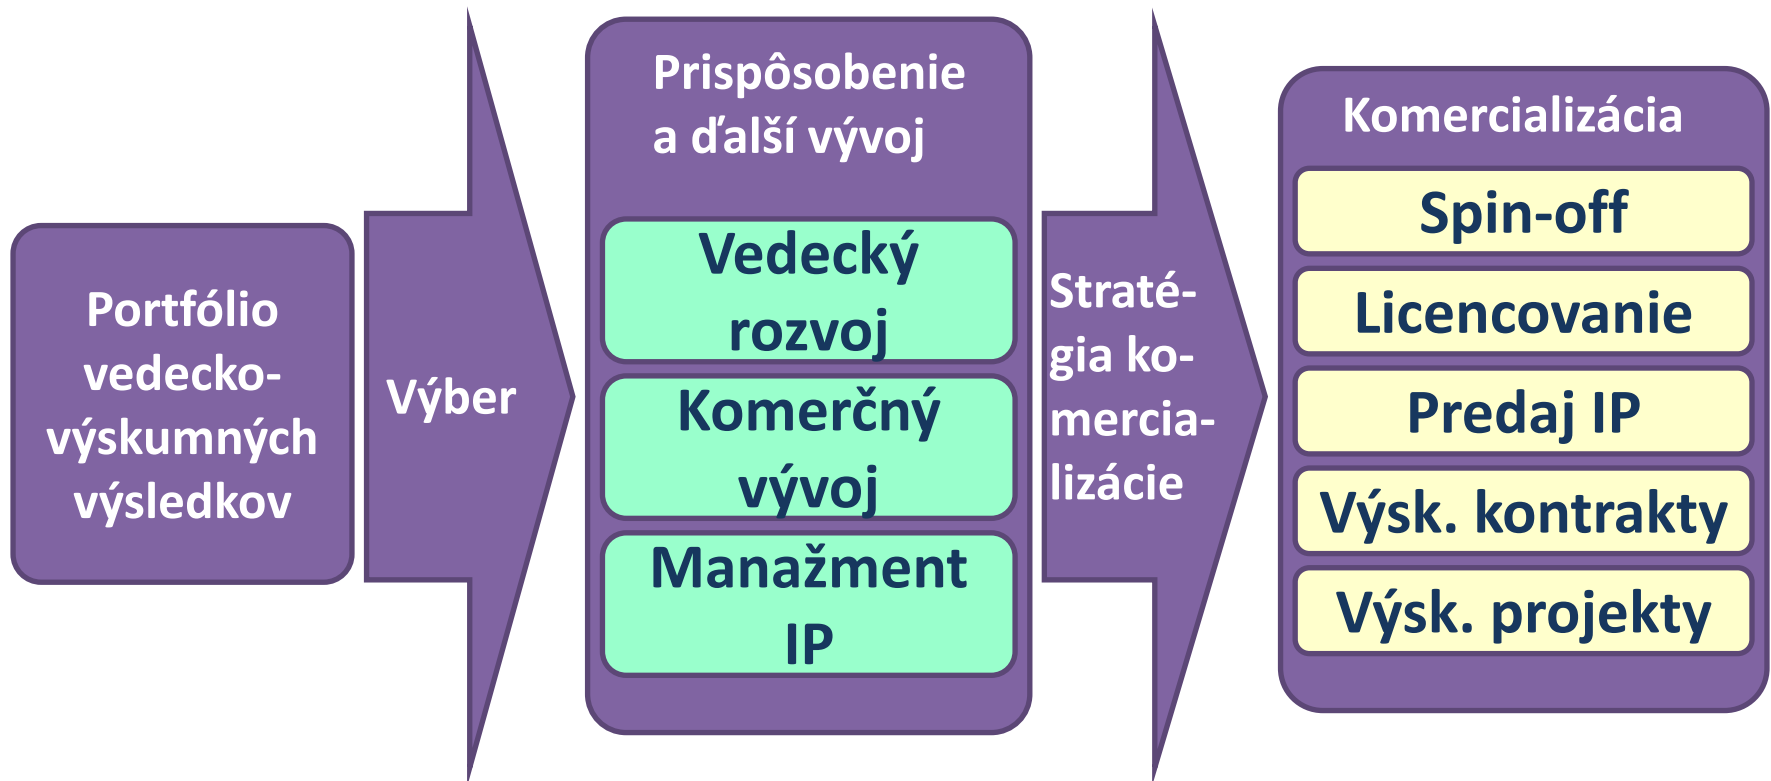 Portfólio
vedecko-
výskumných
výsledkov
Výber
Prispôsobenie
a ďalší vývoj
Vedecký
rozvoj
Komerčný
vývoj
Manažment
IP
Straté-
gia ko-
mercia-
lizácie
Komercializácia
Spin-off
Licencovanie
Predaj IP
Výsk. kontrakty
Výsk. projekty